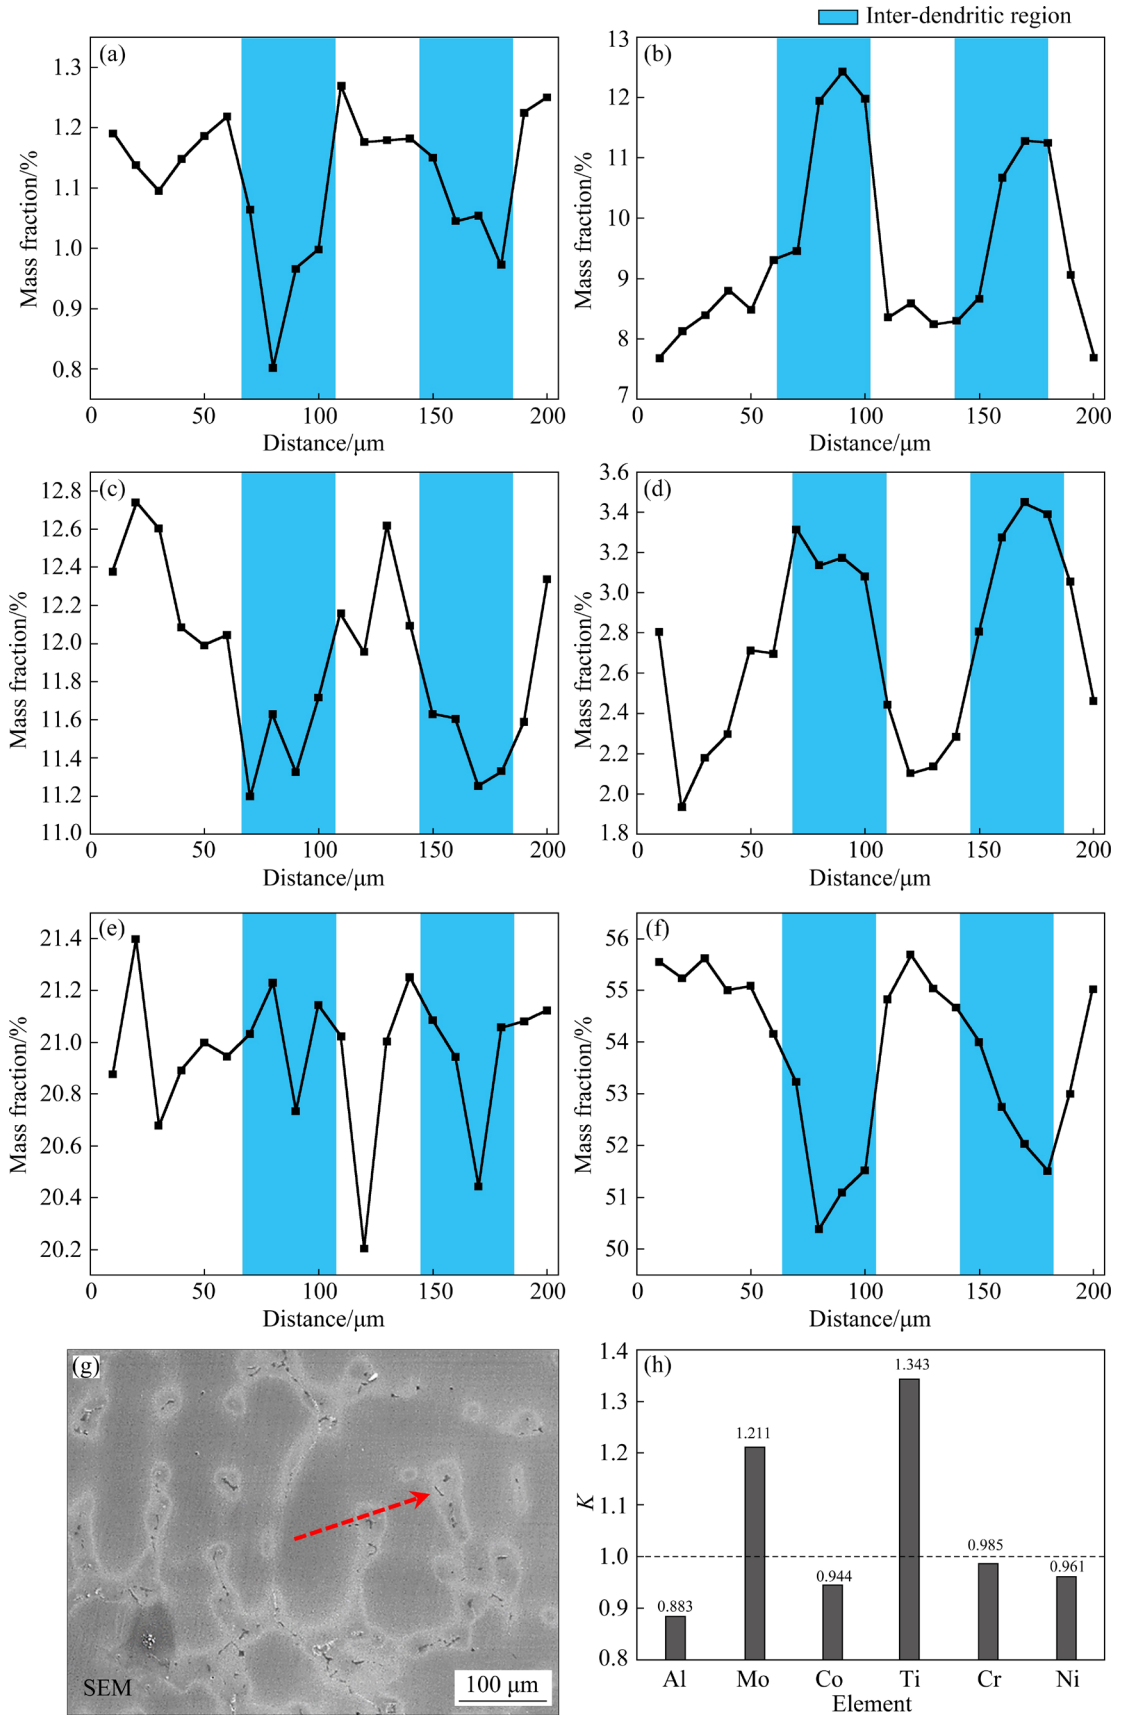 Inter-dendritic region
(a)
1.3
1.2
1.1
1.0
0.9
0.8
Mass fraction/%
0 50 100 150 200
Distance/μm
(b)
13
12
11
10
9
8
7
Mass fraction/%
0 50 100 150 200
Distance/μm
(c)
12.8
12.6
12.4
12.2
12.0
11.8
11.6
11.4
11.2
11.0
Mass fraction/%
0 50 100 150 200
Distance/μm
(d)
3.6
3.4
3.2
3.0
2.8
2.6
2.4
2.2
2.0
1.8
Mass fraction/%
0 50 100 150 200
Distance/μm
(e)
21.4
21.2
21.0
20.8
20.6
20.4
20.2
Mass fraction/%
0 50 100 150 200
Distance/μm
(f)
56
55
54
53
52
51
50
Mass fraction/%
0 50 100 150 200
Distance/μm
(g)
SEM
100 μm
(h)
1.4
1.3
1.2
1.1
1.0
0.9
0.8
K
0.883
1.211
0.944
1.343
0.985
0.961
Al Mo Co Ti Cr Ni
Element